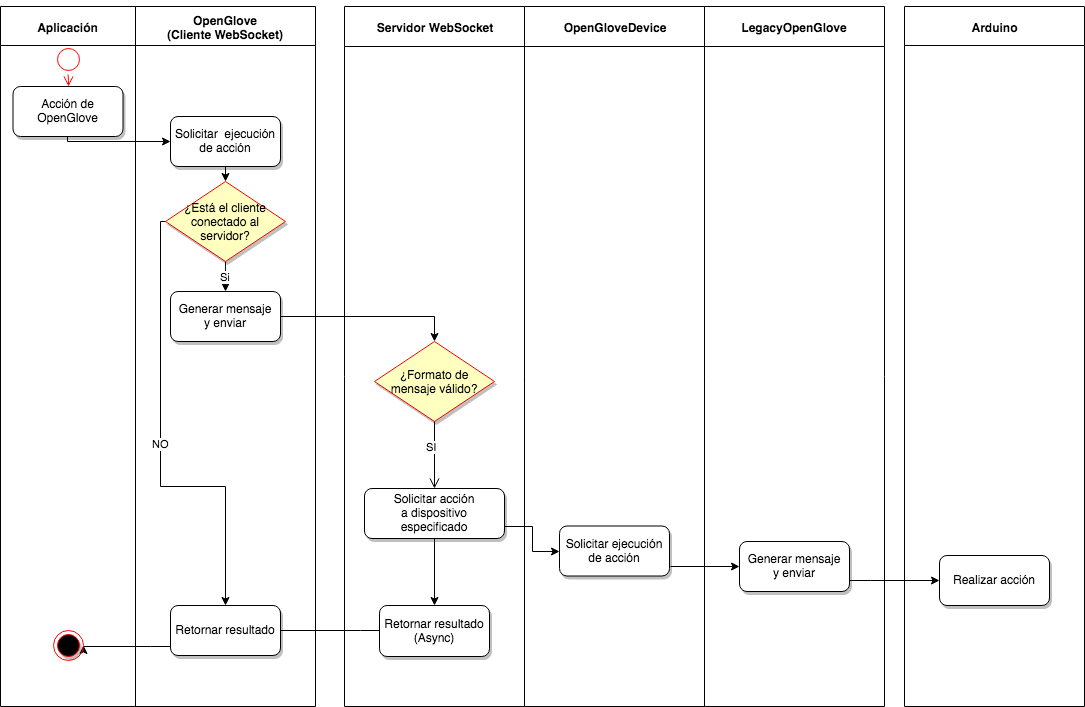 Aplicación
OpenGlove
(Cliente WebSocket)
Servidor WebSocket
OpenGloveDevice
LegacyOpenGlove
Arduino
Acción de
OpenGlove
Solicitar ejecución
de acción
¿Está el cliente
conectado al
servidor?
Si
Generar mensaje
y enviar
¿Formato de
mensaje válido?
NO
SI
Solicitar acción
a dispositivo
especificado
Solicitar ejecución
de acción
Generar mensaje
y enviar
Realizar acción
Retornar resultado
Retornar resultado
(Async)